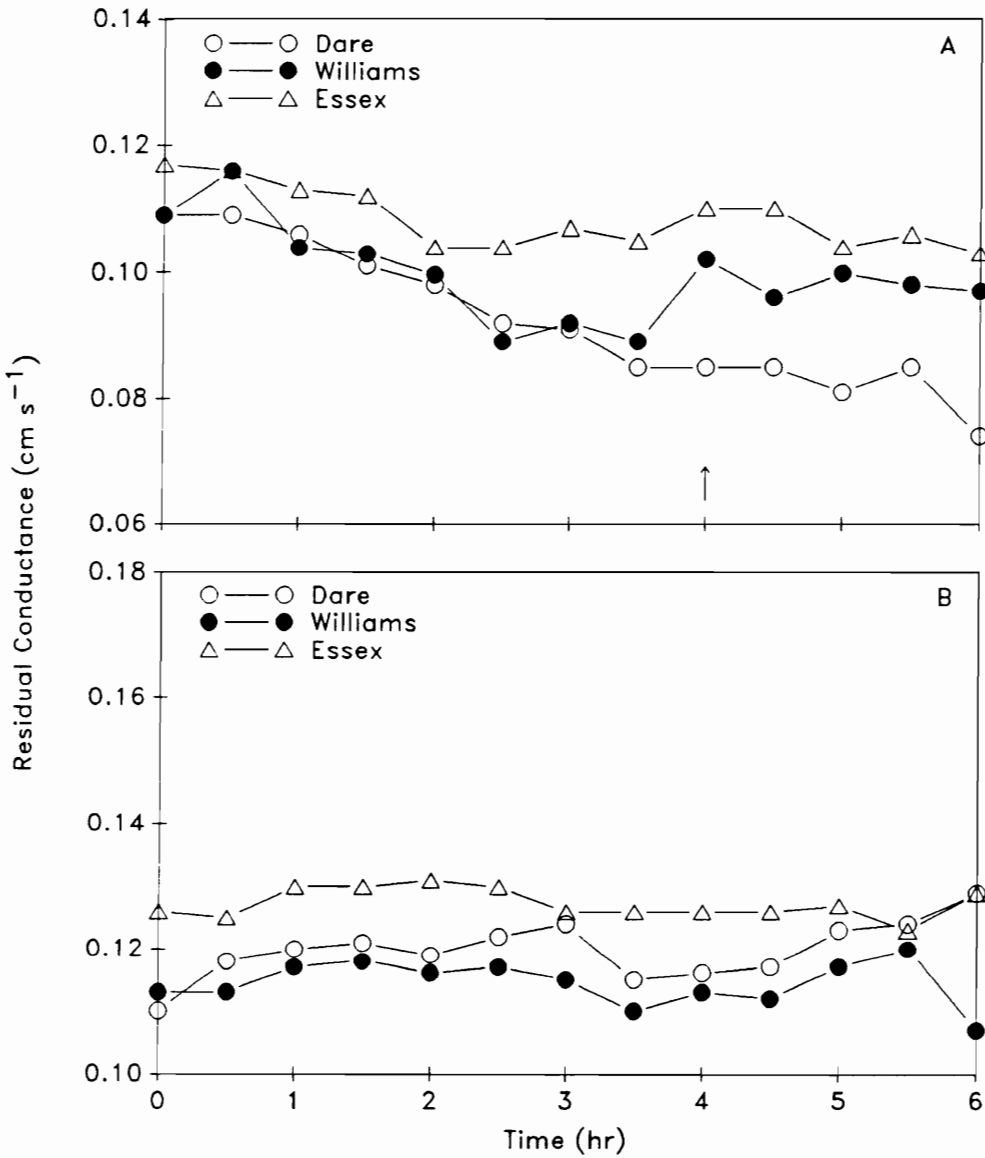 Residual Conductance (cm s⁻¹)
0.14
0.12
0.10
0.08
0.06
Dare
Williams
Essex
A
0.18
0.16
0.14
0.12
0.10
Dare
Williams
Essex
B
0 1 2 3 4 5 6
Time (hr)